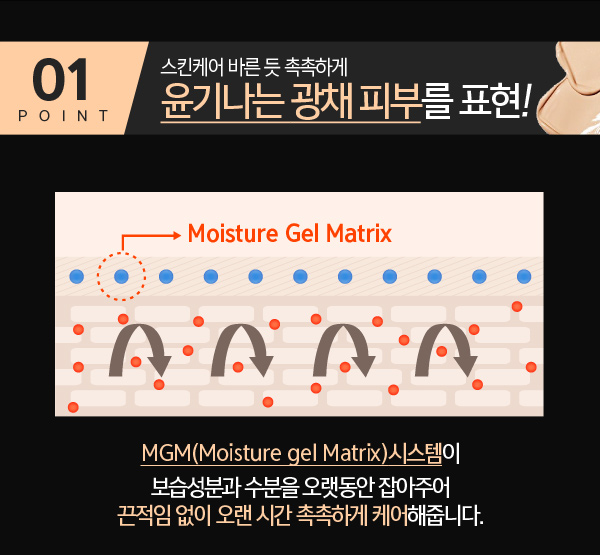 01
POINT
스킨케어 바른 듯 촉촉하게
윤기나는 광채 피부를 표현!
Moisture Gel Matrix
MGM(Moisture gel Matrix)시스템이
보습성분과 수분을 오랫동안 잡아주어
끈적임 없이 오랜 시간 촉촉하게 케어해줍니다.